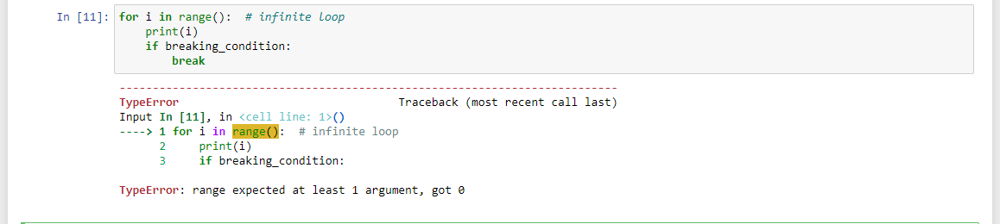 In [11]: for i in range():  # infinite loop
    print(i)
    if breaking_condition:
        break
---------------------------------------------------------------------------
TypeError                                 Traceback (most recent call last)
Input In [11], in <cell line: 1>()
----> 1 for i in range():  # infinite loop
      2     print(i)
      3     if breaking_condition:
TypeError: range expected at least 1 argument, got 0